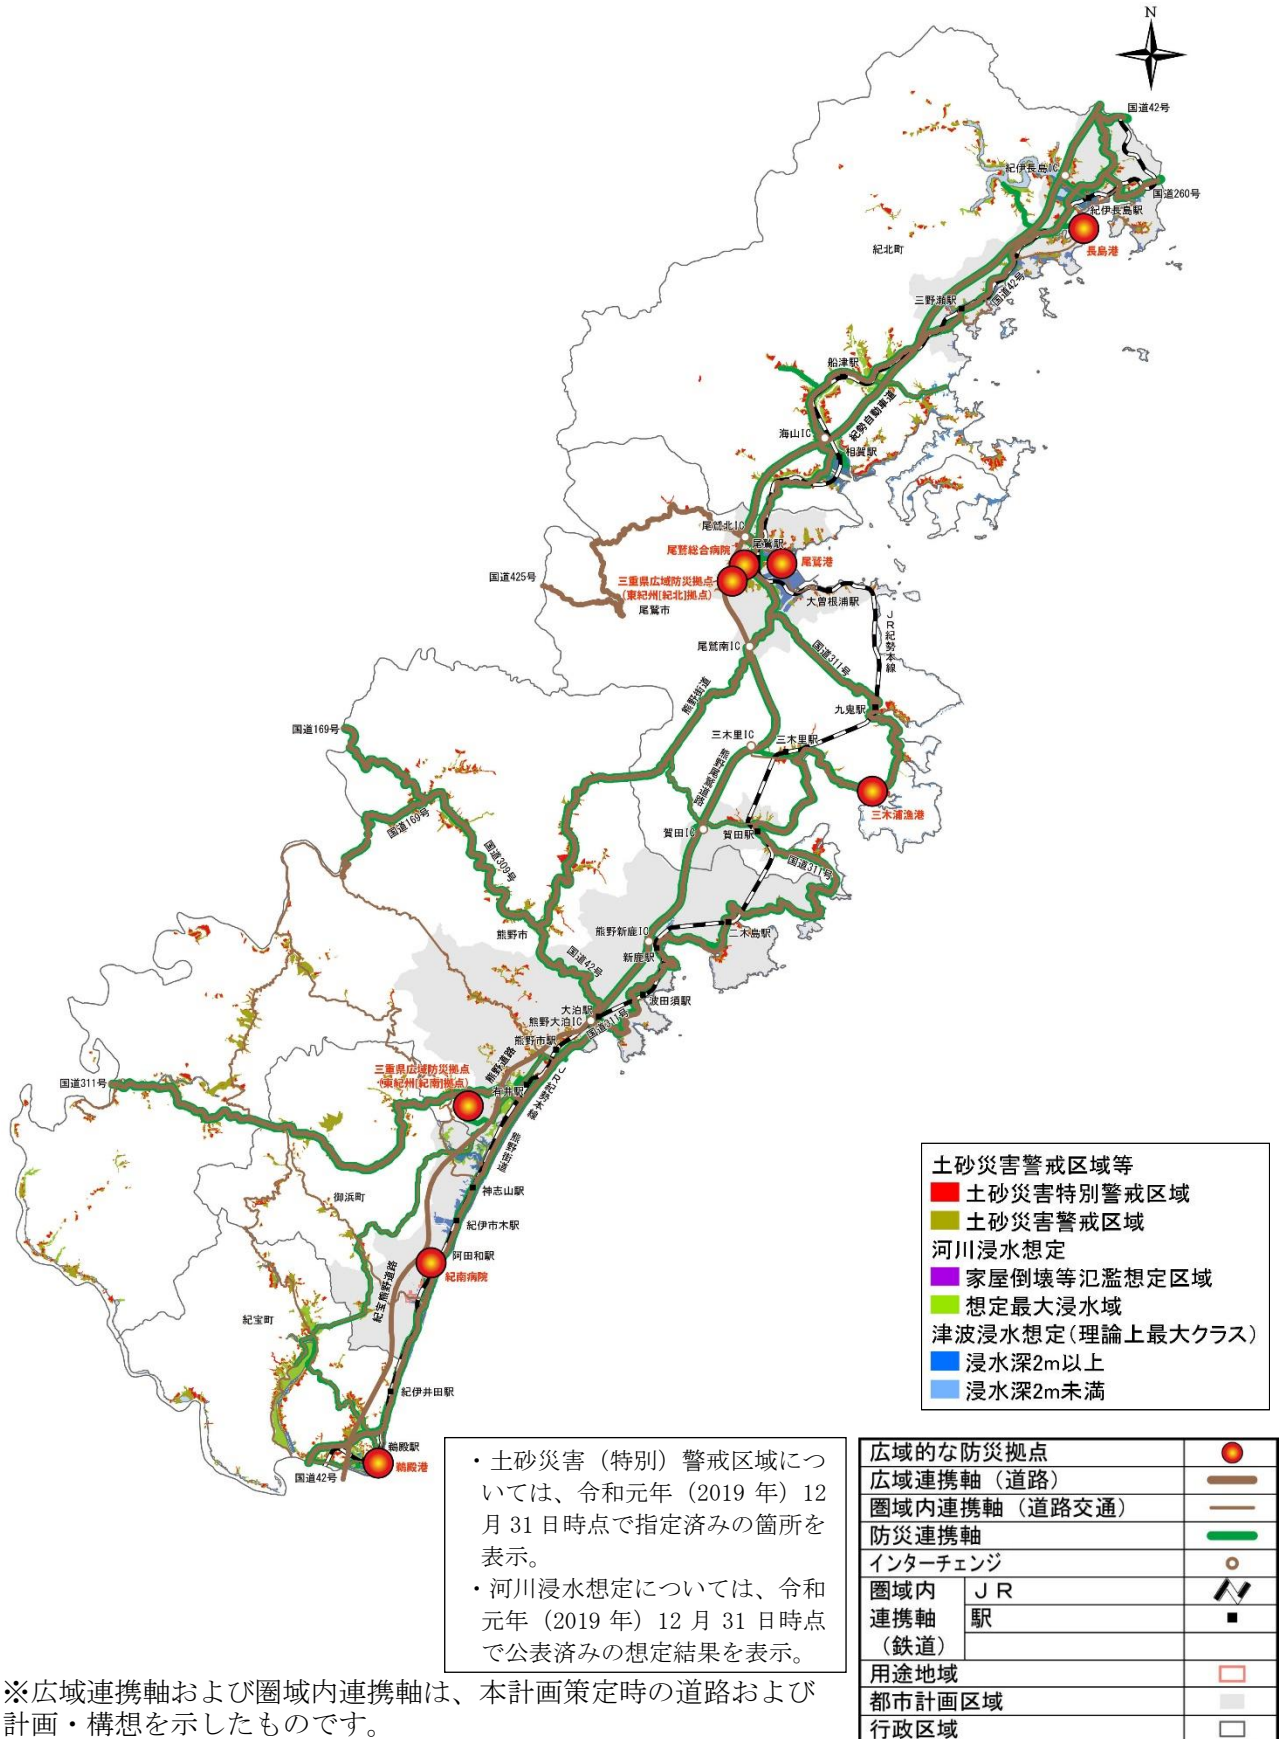 N
国道42号
紀伊長島IC
国道260号
紀伊長島駅
長島港
紀北町
三野瀬駅
国道42号
船津駅
紀勢自動車道
海山IC
相賀駅
尾鷲北IC
尾鷲駅
尾鷲総合病院
尾鷲港
国道425号
三重県広域防災拠点
(東紀州[紀北]拠点)
尾鷲市
大曽根浦駅
JR紀勢本線
尾鷲南IC
国道311号
熊野街道
九鬼駅
国道169号
三木里IC
三木里駅
熊野尾鷲道路
三木浦漁港
国道169号
賀田IC
賀田駅
国道309号
国道311号
熊野市
熊野新鹿IC
二木島駅
新鹿駅
国道42号
波田須駅
大泊駅
熊野大泊IC
国道311号
熊野市駅
熊野道路
三重県広域防災拠点
(東紀州[紀南]拠点)
国道311号
有井駅
JR紀勢本線
熊野街道
神志山駅
御浜町
紀伊市木駅
阿田和駅
紀南病院
紀宝熊野道路
紀宝町
紀伊井田駅
鵜殿駅
鵜殿港
国道42号
土砂災害警戒区域等
土砂災害特別警戒区域
土砂災害警戒区域
河川浸水想定
家屋倒壊等氾濫想定区域
想定最大浸水域
津波浸水想定(理論上最大クラス)
浸水深2m以上
浸水深2m未満
・土砂災害（特別）警戒区域につ
いては、令和元年（2019 年）12
月 31 日時点で指定済みの箇所を
表示。
・河川浸水想定については、令和
元年（2019 年）12 月 31 日時点
で公表済みの想定結果を表示。
広域的な防災拠点
広域連携軸（道路）
圏域内連携軸（道路交通）
防災連携軸
インターチェンジ
圏域内 ＪＲ
連携軸 駅
（鉄道）
用途地域
都市計画区域
行政区域
※広域連携軸および圏域内連携軸は、本計画策定時の道路および
計画・構想を示したものです。